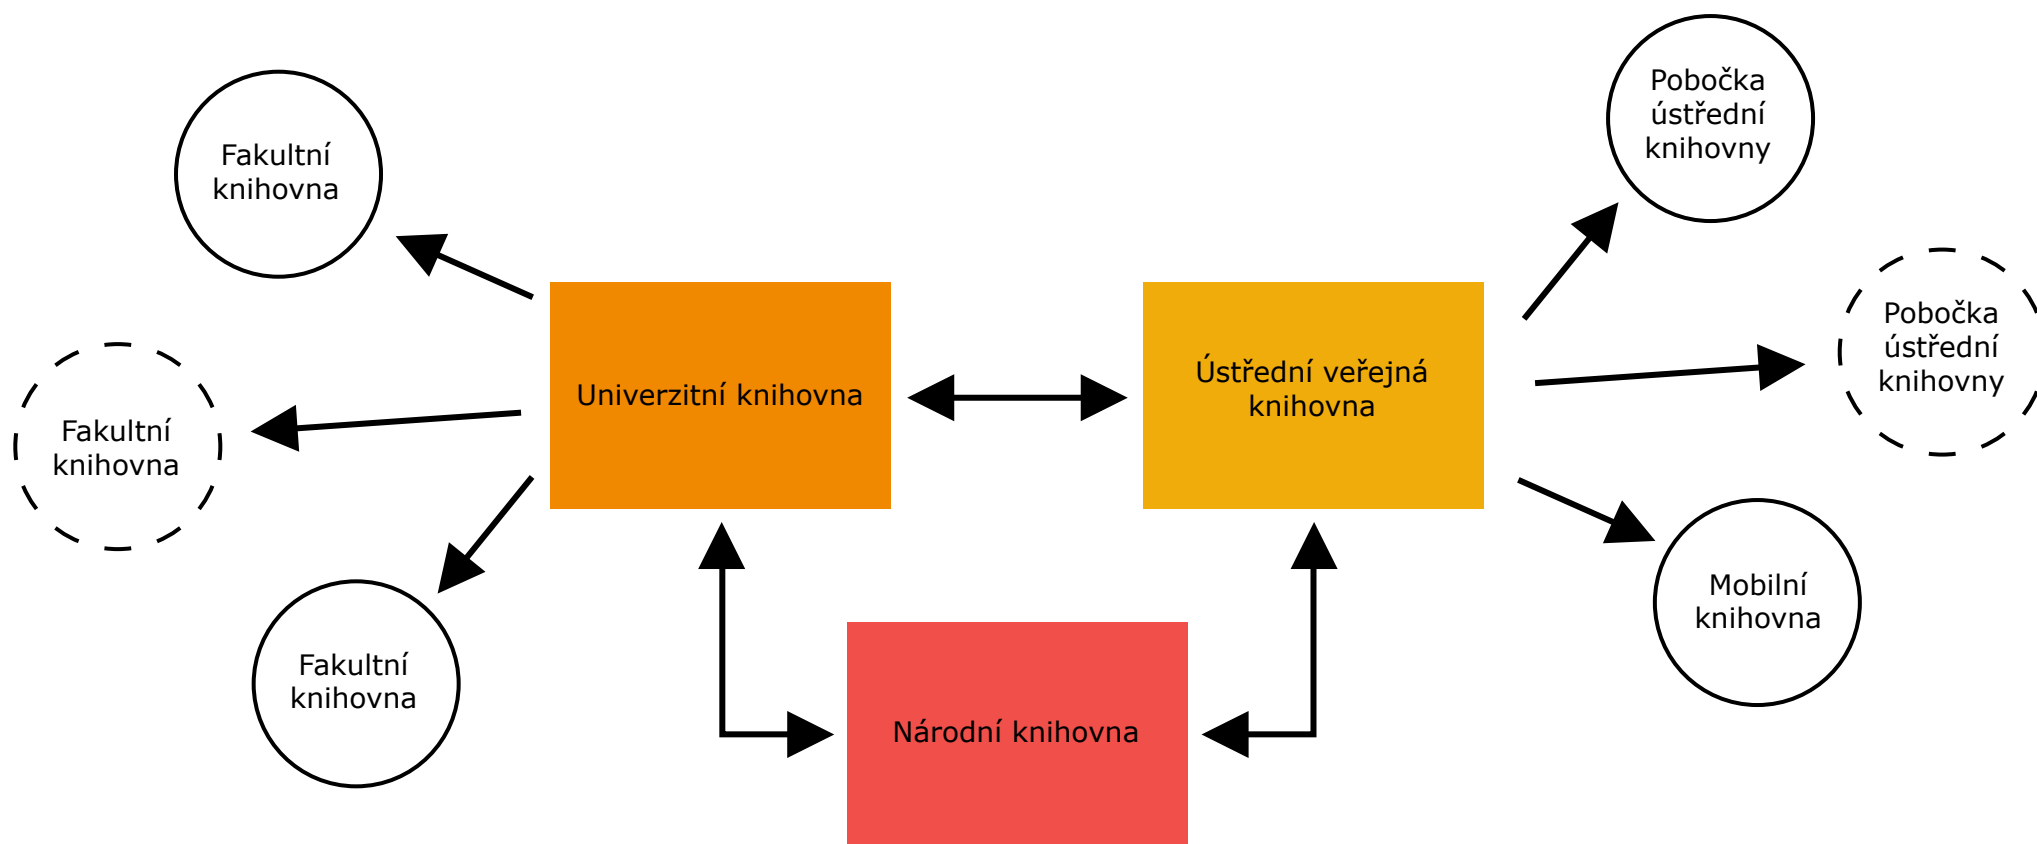 Fakultní
knihovna
Fakultní
knihovna
Fakultní
knihovna
Univerzitní knihovna
Národní knihovna
Ústřední veřejná
knihovna
Pobočka
ústřední
knihovny
Pobočka
ústřední
knihovny
Mobilní
knihovna